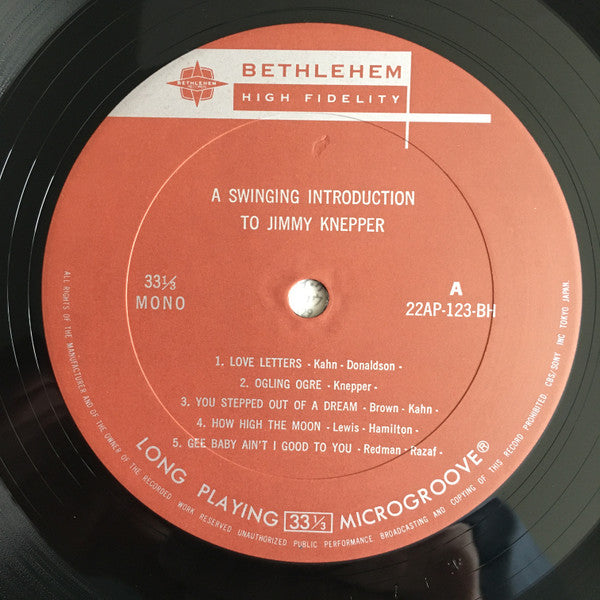 BETHLEHEM
BETHLEHEM
HIGH FIDELITY
A SWINGING INTRODUCTION
TO JIMMY KNEPPER
33⅓
MONO
A
22AP-123-BH
1. LOVE LETTERS - Kahn - Donaldson -
2. OGLING OGRE - Knepper -
3. YOU STEPPED OUT OF A DREAM - Brown - Kahn -
4. HOW HIGH THE MOON - Lewis - Hamilton -
5. GEE BABY AIN'T I GOOD TO YOU - Redman - Razaf -
LONG PLAYING 33⅓ MICROGROOVE®
ALL RIGHTS OF THE MANUFACTURER AND OF THE OWNER OF THE RECORDED WORK RESERVED UNAUTHORIZED PUBLIC PERFORMANCE BROADCASTING AND COPYING OF THIS RECORD PROHIBITED. CBS/SONY INC TOKYO JAPAN.